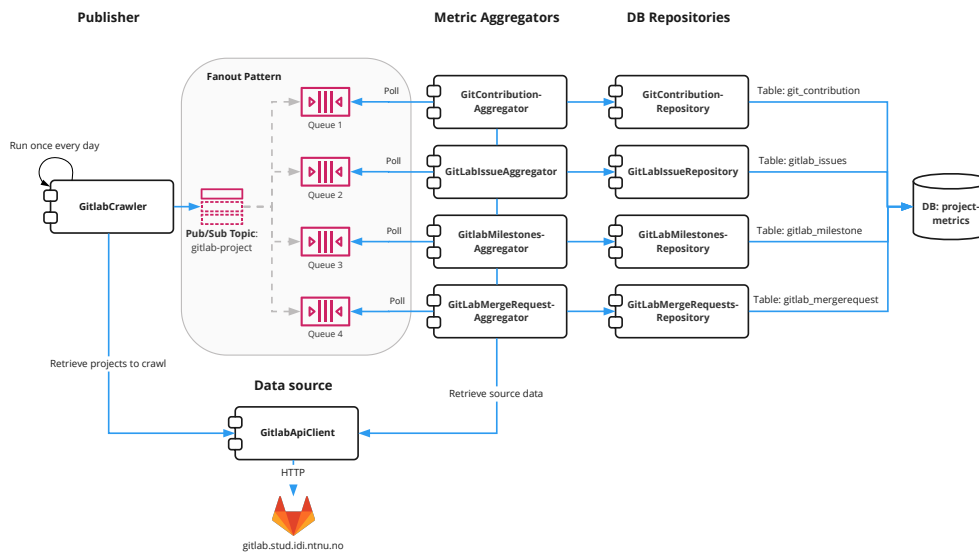 Publisher
Metric Aggregators
DB Repositories
Fanout Pattern
Run once every day
GitlabCrawler
Pub/Sub Topic:
gitlab-project
Queue 1
Queue 2
Queue 3
Queue 4
Poll
Poll
Poll
Poll
GitContribution-
Aggregator
GitLabIssueAggregator
GitlabMilestones-
Aggregator
GitLabMergeRequest-
Aggregator
GitContribution-
Repository
GitLabIssueRepository
GitLabMilestones-
Repository
GitLabMergeRequests-
Repository
Table: git_contribution
Table: gitlab_issues
Table: gitlab_milestone
Table: gitlab_mergerequest
DB: project-
metrics
Retrieve projects to crawl
Retrieve source data
Data source
GitlabApiClient
HTTP
gitlab.stud.idi.ntnu.no